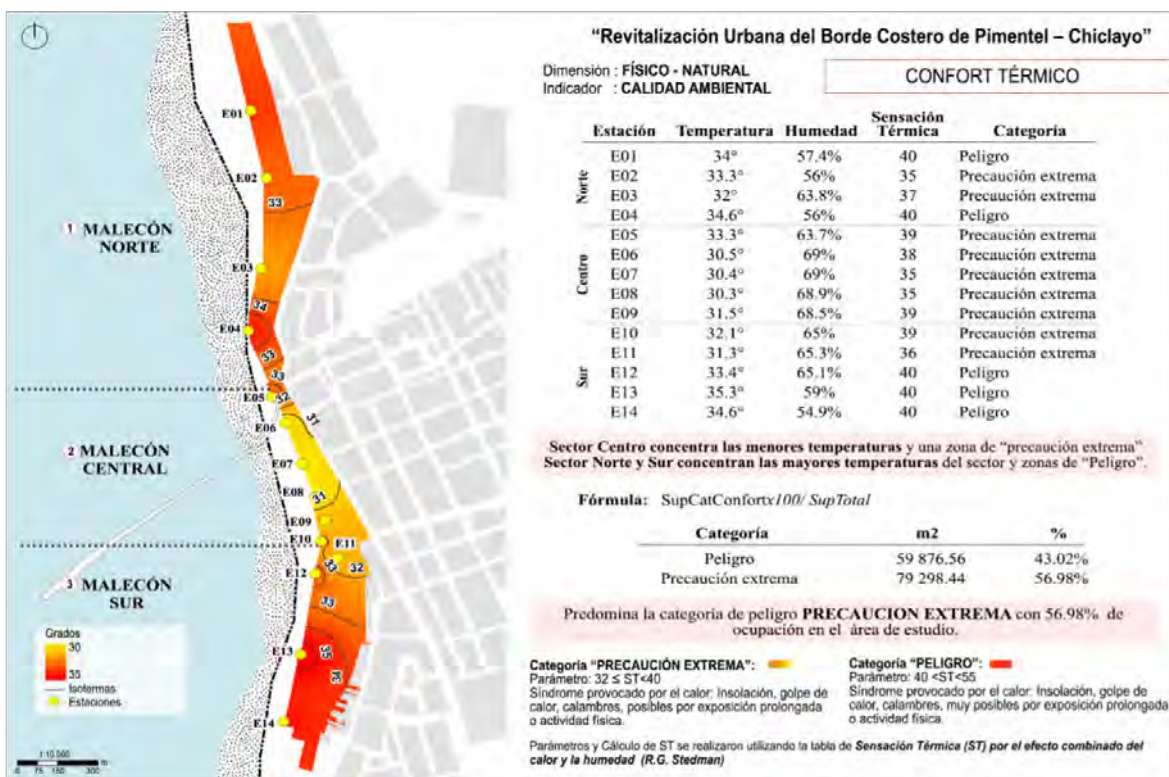 “Revitalización Urbana del Borde Costero de Pimentel – Chiclayo”
Dimensión : FÍSICO - NATURAL
Indicador : CALIDAD AMBIENTAL
CONFORT TÉRMICO
Estación Temperatura Humedad Sensación Térmica Categoría
Norte
E01 34° 57.4% 40 Peligro
E02 33.3° 56% 35 Precaución extrema
E03 32° 63.8% 37 Precaución extrema
E04 34.6° 56% 40 Peligro
Centro
E05 33.3° 63.7% 39 Precaución extrema
E06 30.5° 69% 38 Precaución extrema
E07 30.4° 69% 35 Precaución extrema
E08 30.3° 68.9% 35 Precaución extrema
E09 31.5° 68.5% 39 Precaución extrema
Sur
E10 32.1° 65% 39 Precaución extrema
E11 31.3° 65.3% 36 Precaución extrema
E12 33.4° 65.1% 40 Peligro
E13 35.3° 59% 40 Peligro
E14 34.6° 54.9% 40 Peligro
Sector Centro concentra las menores temperaturas y una zona de “precaución extrema”
Sector Norte y Sur concentran las mayores temperaturas del sector y zonas de “Peligro”.
Fórmula: SupCatConfortx100/ SupTotal
Categoría m2 %
Peligro 59 876.56 43.02%
Precaución extrema 79 298.44 56.98%
Predomina la categoría de peligro PRECAUCION EXTREMA con 56.98% de
ocupación en el área de estudio.
Categoría “PRECAUCIÓN EXTREMA”:
Parámetro: 32 ≤ ST<40
Síndrome provocado por el calor: Insolación, golpe de
calor, calambres, posibles por exposición prolongada
o actividad física.
Categoría “PELIGRO”:
Parámetro: 40 <ST<55
Síndrome provocado por el calor: Insolación, golpe de
calor, calambres, muy posibles por exposición prolongada
o actividad física.
Parámetros y Cálculo de ST se realizaron utilizando la tabla de Sensación Térmica (ST) por el efecto combinado del
calor y la humedad (R.G. Stedman)
E01
E02
33
1 MALECÓN
NORTE
E03
34
E04
33
33
E05
32
31
E06
2 MALECÓN
CENTRAL
E07
E08
31
E09
E10
E11
33
32
E12
3 MALECÓN
SUR
33
E13
35
35
E14
Grados
30
35
Isotermas
Estaciones
1:10 000
0 75 150 300 m